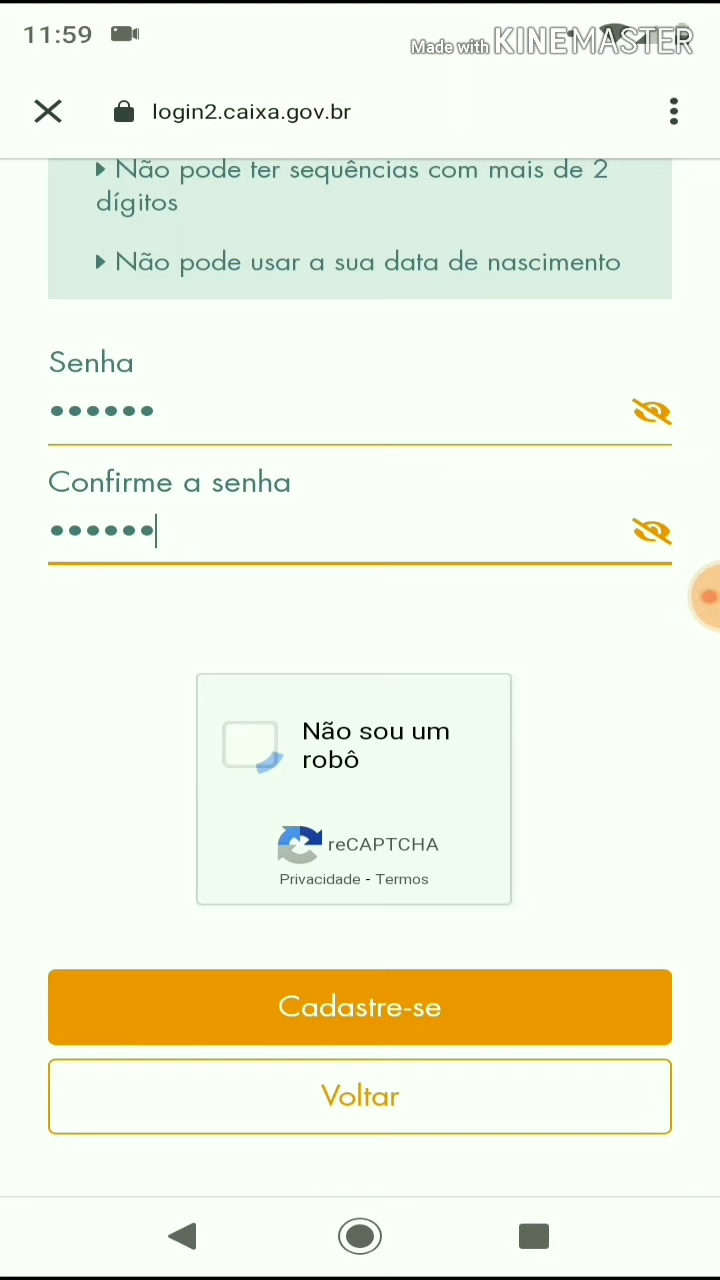 11:59
Made with KINEMASTER
login2.caixa.gov.br
Não pode ter sequências com mais de 2
dígitos
Não pode usar a sua data de nascimento
Senha
••••••
Confirme a senha
••••••
Não sou um
robô
reCAPTCHA
Privacidade - Termos
Cadastre-se
Voltar